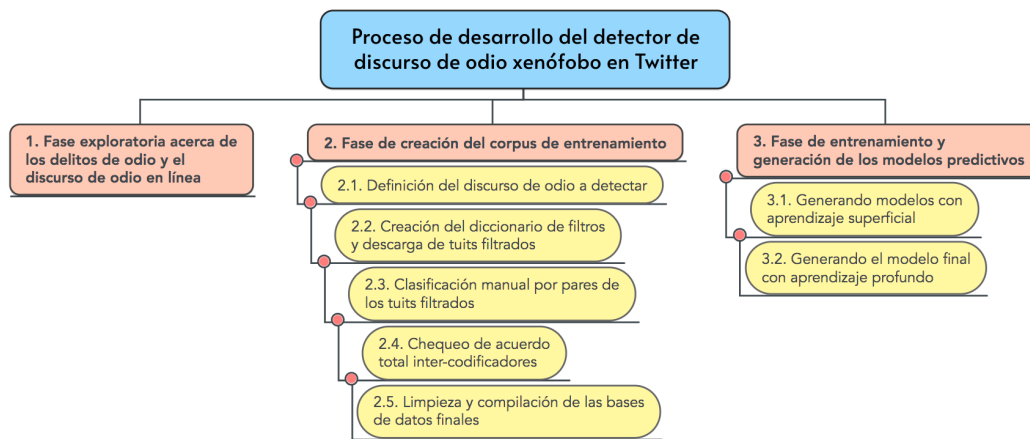 Proceso de desarrollo del detector de
discurso de odio xenófobo en Twitter
1. Fase exploratoria acerca de
los delitos de odio y el
discurso de odio en línea
2. Fase de creación del corpus de entrenamiento
2.1. Definición del discurso de odio a detectar
2.2. Creación del diccionario de filtros
y descarga de tuits filtrados
2.3. Clasificación manual por pares de
los tuits filtrados
2.4. Chequeo de acuerdo
total inter-codificadores
2.5. Limpieza y compilación de las bases
de datos finales
3. Fase de entrenamiento y
generación de los modelos predictivos
3.1. Generando modelos con
aprendizaje superficial
3.2. Generando el modelo final
con aprendizaje profundo